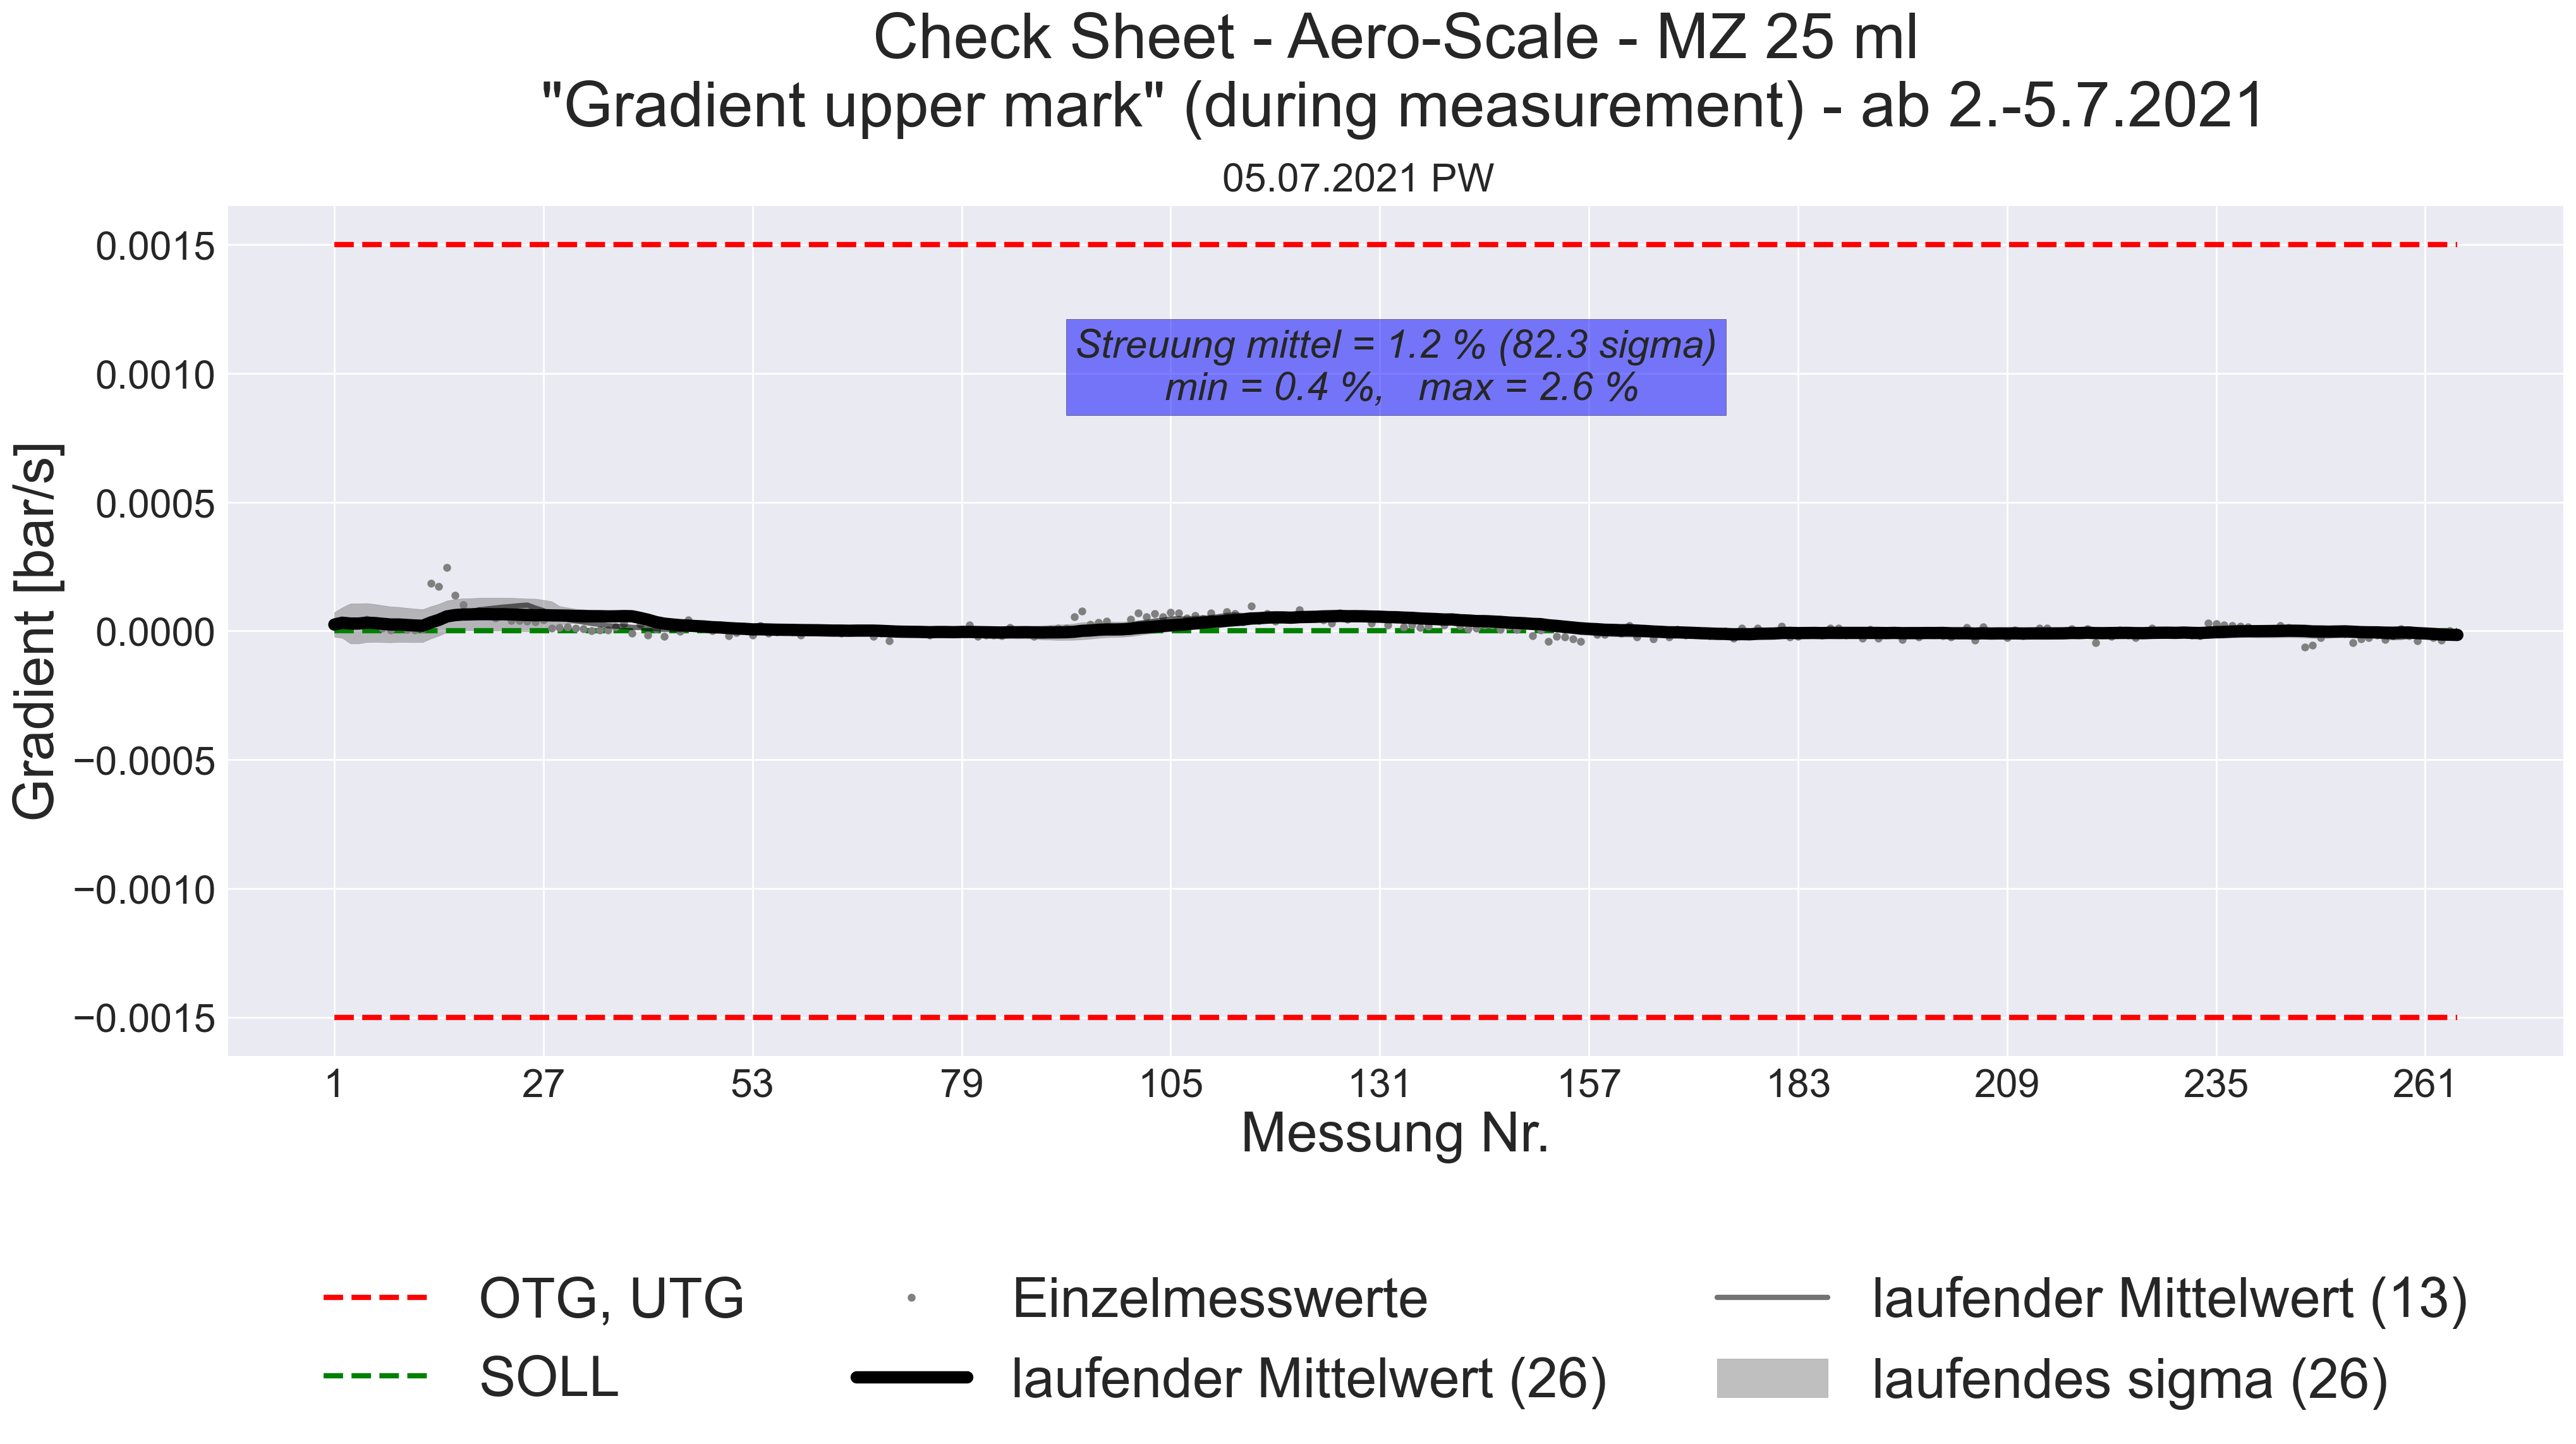 Check Sheet - Aero-Scale - MZ 25 ml
"Gradient upper mark" (during measurement) - ab 2.-5.7.2021
05.07.2021 PW
Gradient [bar/s]
0.0015
0.0010
0.0005
0.0000
−0.0005
−0.0010
−0.0015
Streuung mittel = 1.2 % (82.3 sigma)
min = 0.4 %, max = 2.6 %
1 27 53 79 105 131 157 183 209 235 261
Messung Nr.
OTG, UTG
SOLL
Einzelmesswerte
laufender Mittelwert (26)
laufender Mittelwert (13)
laufendes sigma (26)